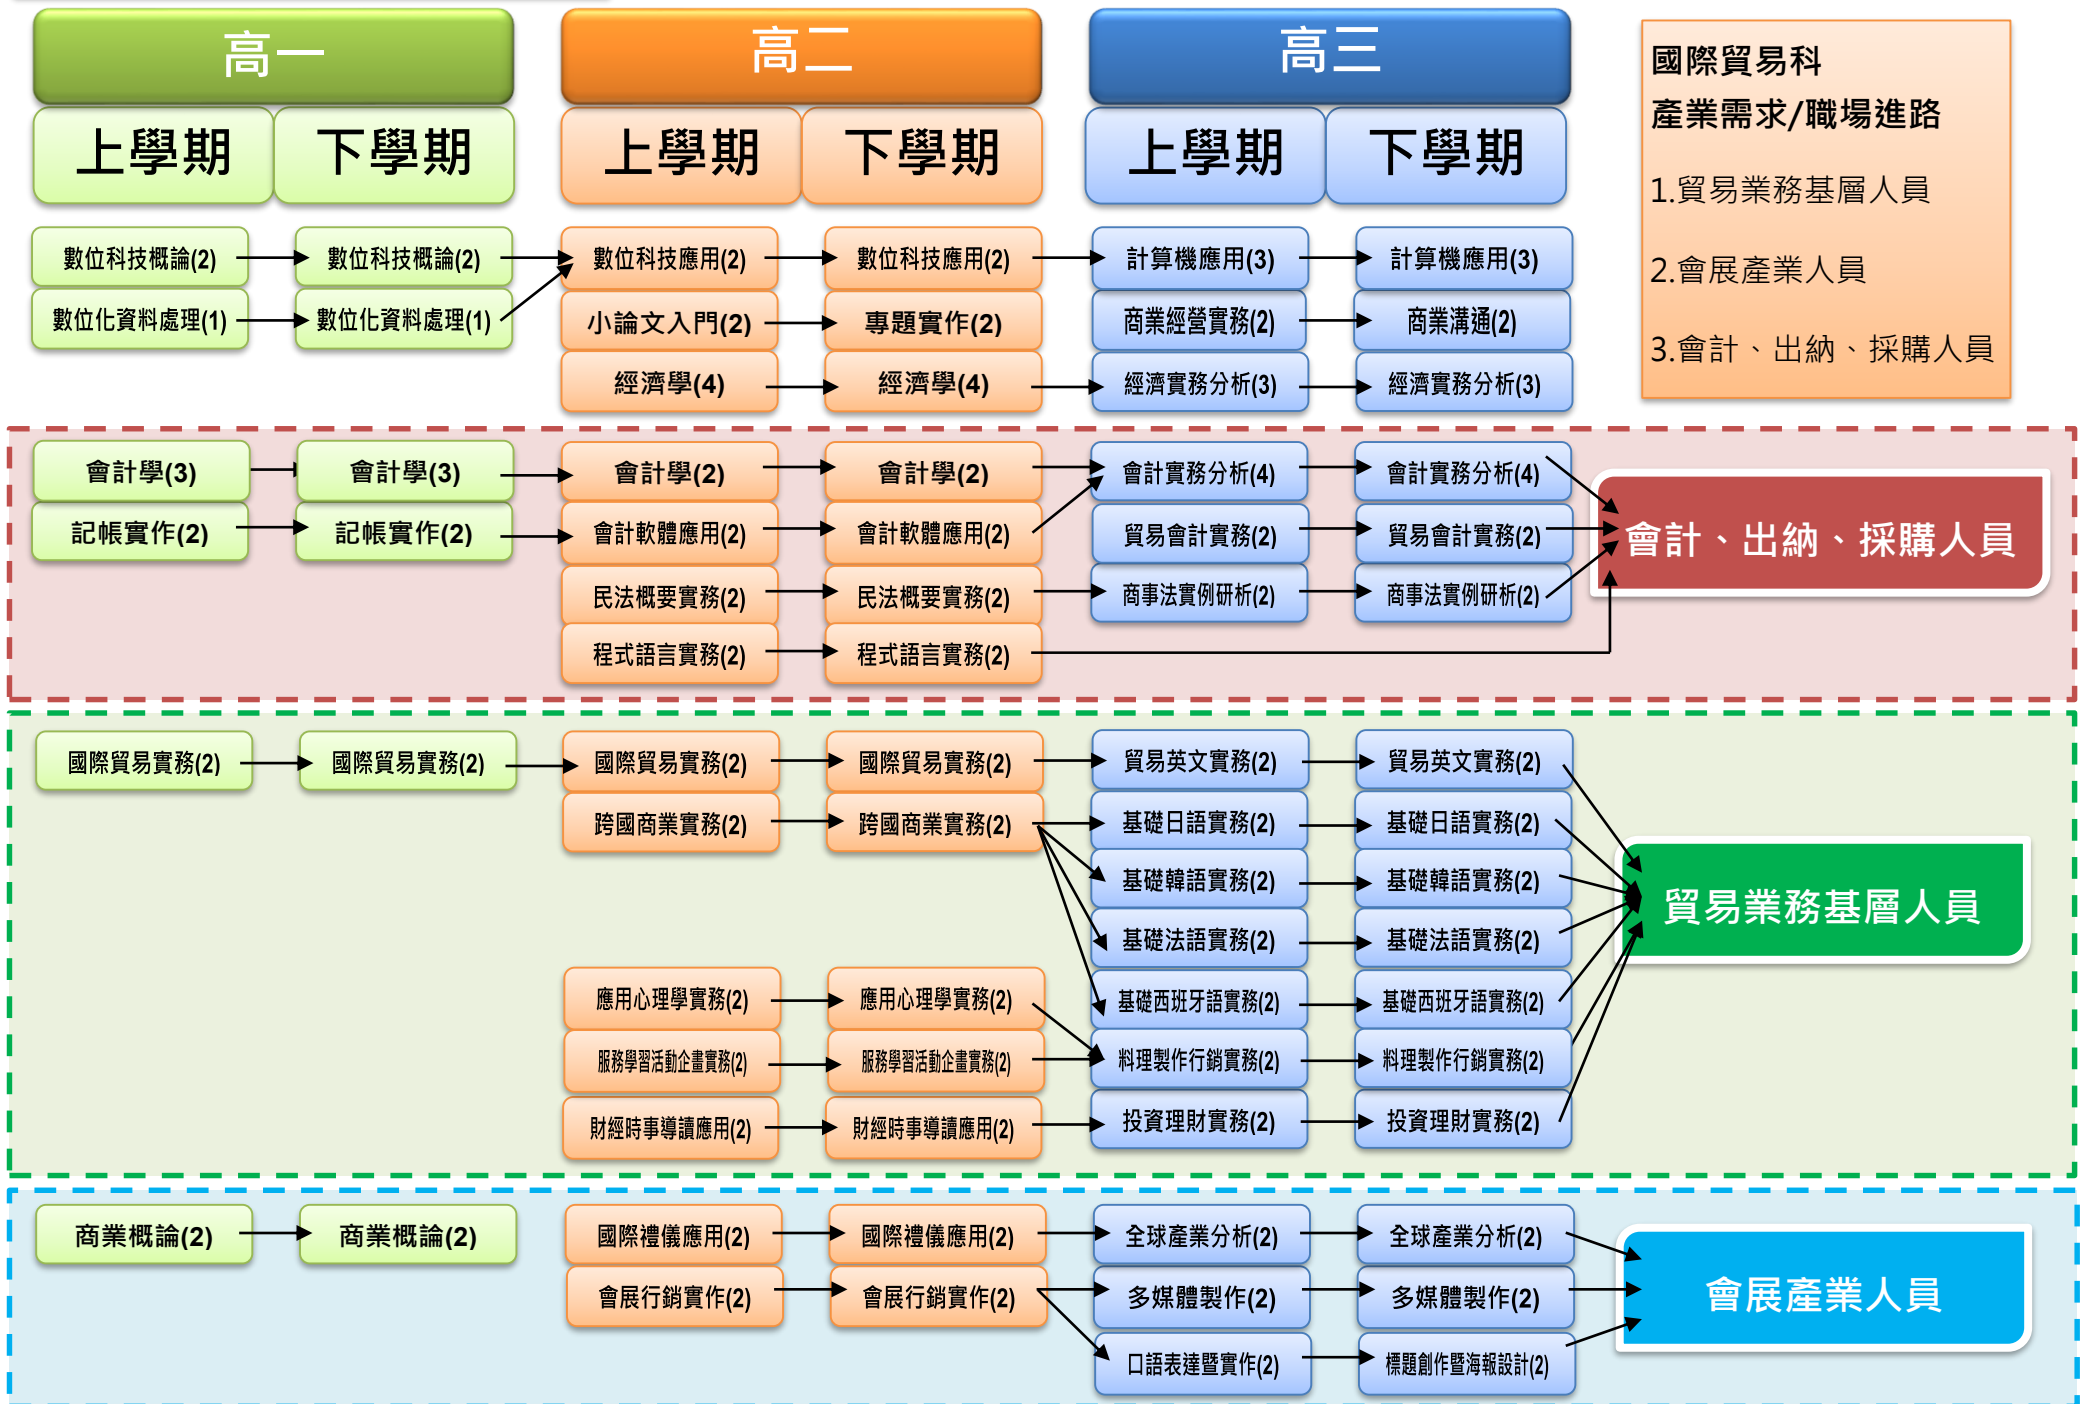 高一 高二 高三
上學期 下學期 上學期 下學期 上學期 下學期
國際貿易科
產業需求/職場進路
1.貿易業務基層人員
2.會展產業人員
3.會計、出納、採購人員
數位科技概論(2) 數位科技概論(2) 數位科技應用(2) 數位科技應用(2) 計算機應用(3) 計算機應用(3)
數位化資料處理(1) 數位化資料處理(1) 小論文入門(2) 專題實作(2) 商業經營實務(2) 商業溝通(2)
經濟學(4) 經濟學(4) 經濟實務分析(3) 經濟實務分析(3)
會計學(3) 會計學(3) 會計學(2) 會計學(2) 會計實務分析(4) 會計實務分析(4)
記帳實作(2) 記帳實作(2) 會計軟體應用(2) 會計軟體應用(2) 貿易會計實務(2) 貿易會計實務(2)
會計、出納、採購人員
民法概要實務(2) 民法概要實務(2) 商事法實例研析(2) 商事法實例研析(2)
程式語言實務(2) 程式語言實務(2)
國際貿易實務(2) 國際貿易實務(2) 國際貿易實務(2) 國際貿易實務(2) 貿易英文實務(2) 貿易英文實務(2)
跨國商業實務(2) 跨國商業實務(2) 基礎日語實務(2) 基礎日語實務(2)
基礎韓語實務(2) 基礎韓語實務(2)
貿易業務基層人員
基礎法語實務(2) 基礎法語實務(2)
應用心理學實務(2) 應用心理學實務(2) 基礎西班牙語實務(2) 基礎西班牙語實務(2)
服務學習活動企畫實務(2) 服務學習活動企畫實務(2) 料理製作行銷實務(2) 料理製作行銷實務(2)
財經時事導讀應用(2) 財經時事導讀應用(2) 投資理財實務(2) 投資理財實務(2)
商業概論(2) 商業概論(2) 國際禮儀應用(2) 國際禮儀應用(2) 全球產業分析(2) 全球產業分析(2)
會展行銷實作(2) 會展行銷實作(2) 多媒體製作(2) 多媒體製作(2)
會展產業人員
口語表達暨實作(2) 標題創作暨海報設計(2)